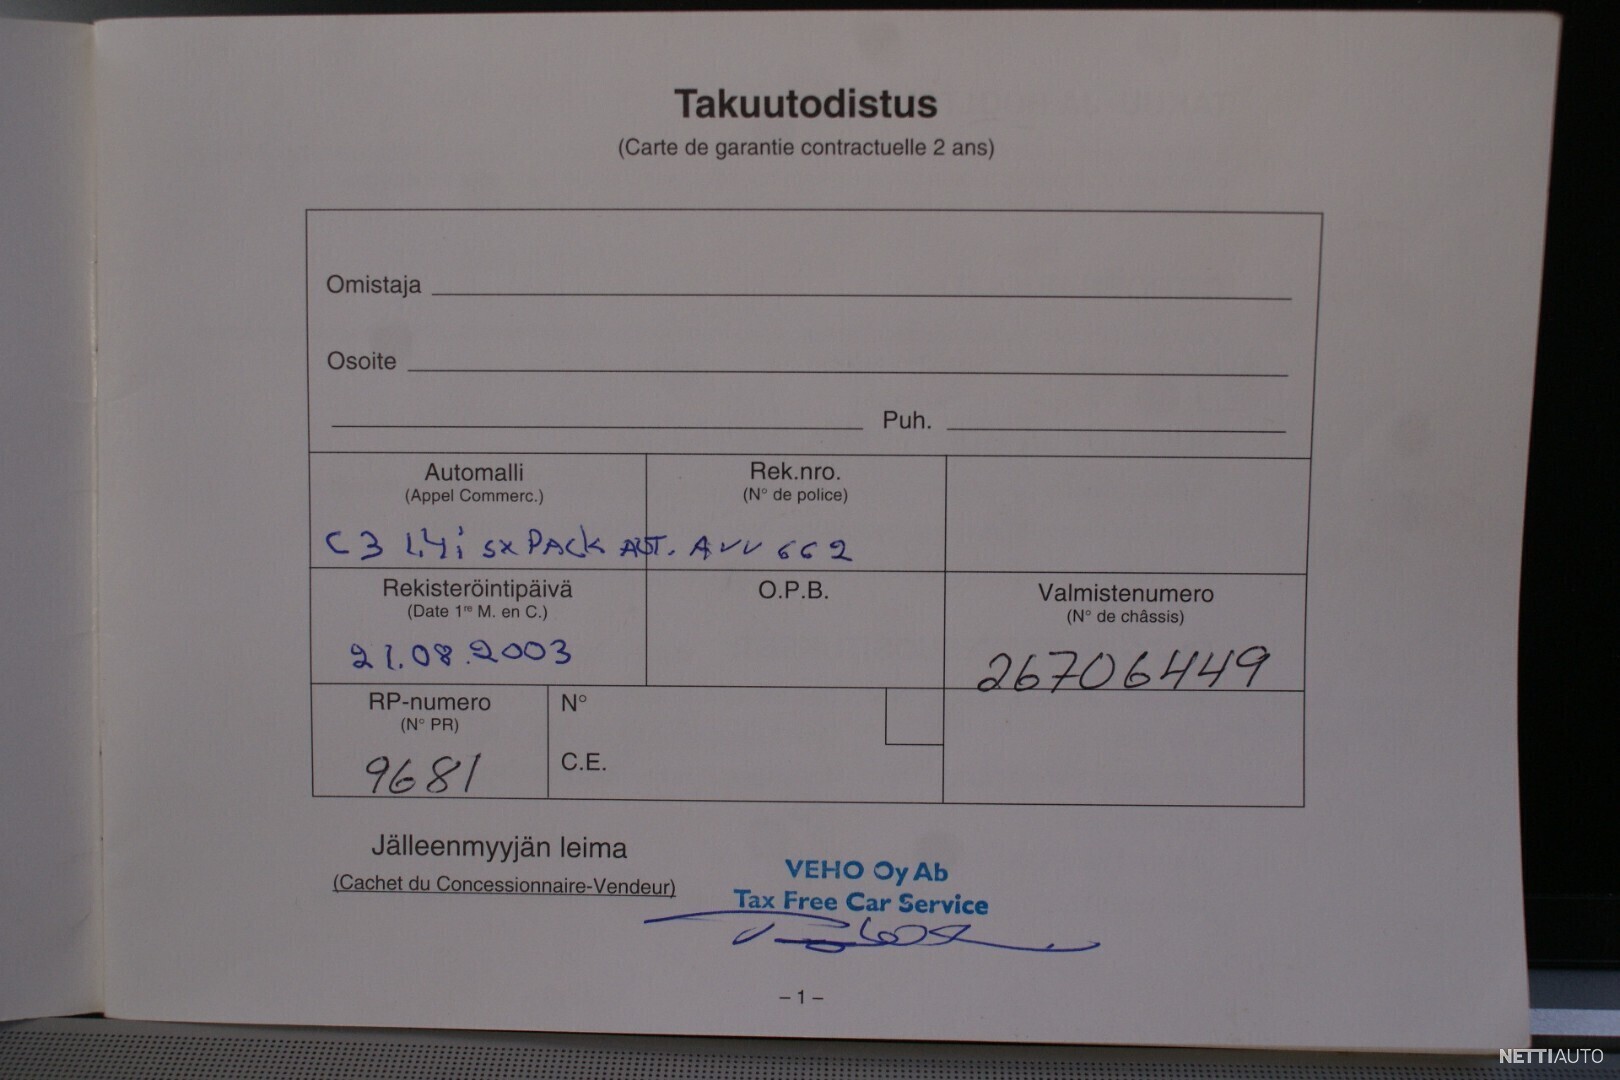 Takuutodistus
(Carte de garantie contractuelle 2 ans)
Omistaja
Osoite
Puh.
Automalli
(Appel Commerc.)
Rek.nro.
(N° de police)
C3 1.4i SX PACK AUT. AVV 662
Rekisteröintipäivä
(Date 1re M. en C.)
21.08.2003
O.P.B.
Valmistenumero
(N° de châssis)
26706449
RP-numero
(N° PR)
9681
N°
C.E.
Jälleenmyyjän leima
(Cachet du Concessionnaire-Vendeur)
VEHO Oy Ab
Tax Free Car Service
– 1 –
NETTIAUTO